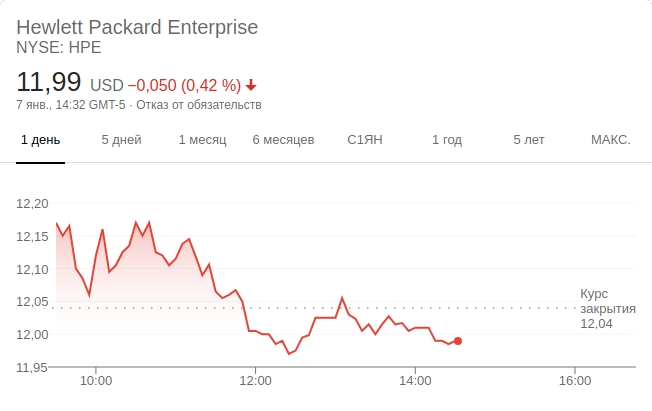 Hewlett Packard Enterprise
NYSE: HPE
11,99 USD −0,050 (0,42 %)
7 янв., 14:32 GMT-5 · Отказ от обязательств
1 день 5 дней 1 месяц 6 месяцев С1ЯН 1 год 5 лет МАКС.
12,20
12,15
12,10
12,05
12,00
11,95
Курс
закрытия
12,04
10:00 12:00 14:00 16:00